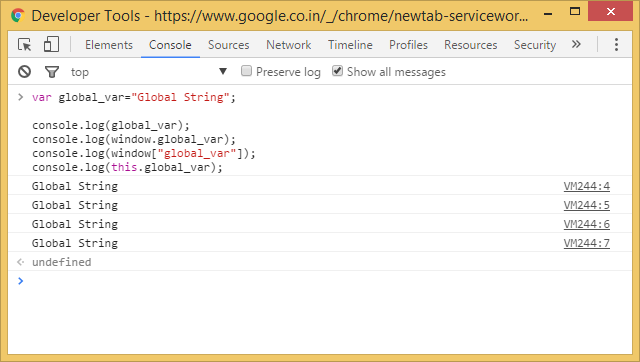 Developer Tools - https://www.google.co.in/_/chrome/newtab-servicewor...
Elements Console Sources Network Timeline Profiles Resources Security
top Preserve log Show all messages
var global_var="Global String";
console.log(global_var);
console.log(window.global_var);
console.log(window["global_var"]);
console.log(this.global_var);
Global String VM244:4
Global String VM244:5
Global String VM244:6
Global String VM244:7
undefined